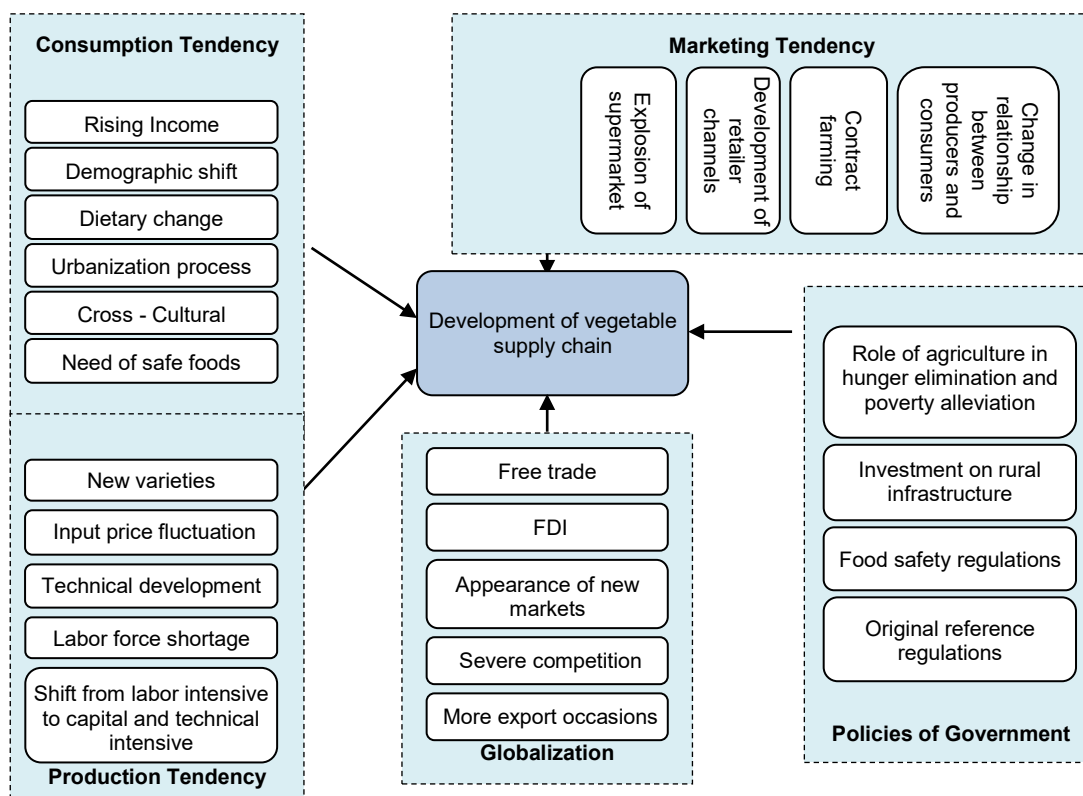 Consumption Tendency
Rising Income
Demographic shift
Dietary change
Urbanization process
Cross - Cultural
Need of safe foods
Marketing Tendency
Explosion of
supermarket
Development of
retailer
channels
Contract
farming
Change in
relationship
between
producers and
consumers
Development of vegetable
supply chain
New varieties
Input price fluctuation
Technical development
Labor force shortage
Shift from labor intensive
to capital and technical
intensive
Production Tendency
Free trade
FDI
Appearance of new
markets
Severe competition
More export occasions
Globalization
Role of agriculture in
hunger elimination and
poverty alleviation
Investment on rural
infrastructure
Food safety regulations
Original reference
regulations
Policies of Government